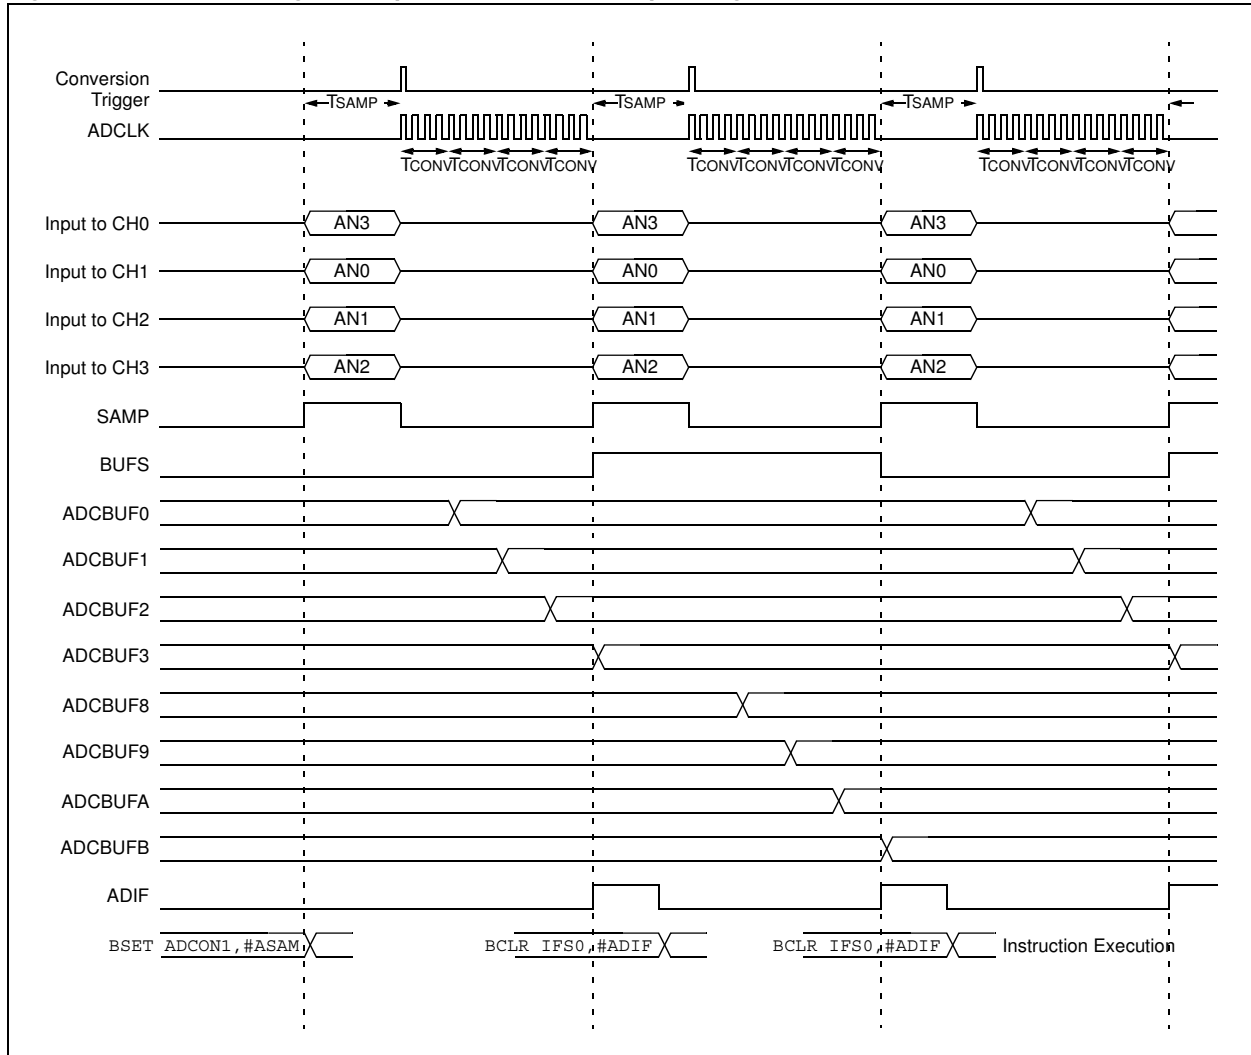 Conversion
Trigger
TSAMP TSAMP TSAMP
ADCLK
TCONV TCONV TCONV TCONV TCONV TCONV TCONV TCONV TCONV TCONV TCONV TCONV
Input to CH0 AN3 AN3 AN3
Input to CH1 AN0 AN0 AN0
Input to CH2 AN1 AN1 AN1
Input to CH3 AN2 AN2 AN2
SAMP
BUFS
ADCBUF0
ADCBUF1
ADCBUF2
ADCBUF3
ADCBUF8
ADCBUF9
ADCBUFA
ADCBUFB
ADIF
BSET ADCON1,#ASAM BCLR IFS0,#ADIF BCLR IFS0,#ADIF Instruction Execution